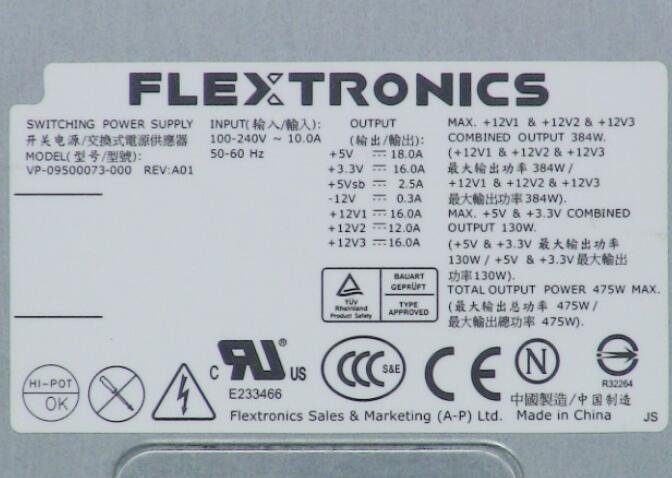 FLEXTRONICS
SWITCHING POWER SUPPLY
开关电源/交換式電源供應器
MODEL(型号/型號):
VP-09500073-000 REV:A01
INPUT(输入/輸入):
100-240V ~ 10.0A
50-60 Hz
OUTPUT
(输出/輸出):
+5V ⎓ 18.0A
+3.3V ⎓ 16.0A
+5Vsb ⎓ 2.5A
-12V ⎓ 0.3A
+12V1 ⎓ 16.0A
+12V2 ⎓ 12.0A
+12V3 ⎓ 16.0A
MAX. +12V1 & +12V2 & +12V3
COMBINED OUTPUT 384W.
(+12V1 & +12V2 & +12V3
最大输出功率 384W/
+12V1 & +12V2 & +12V3
最大輸出功率 384W).
MAX. +5V & +3.3V COMBINED
OUTPUT 130W.
(+5V & +3.3V 最大输出功率
130W / +5V & +3.3V 最大輸出
功率130W).
TOTAL OUTPUT POWER 475W MAX.
(最大输出总功率 475W/
最大輸出總功率 475W).
TÜV
Rheinland
Product Safety
BAUART
GEPRÜFT
TYPE
APPROVED
HI-POT
OK
c RU® US
E233466
CCC S&E
CE
N
R32264
中國製造/中国制造
Flextronics Sales & Marketing (A-P) Ltd. Made in China
JS